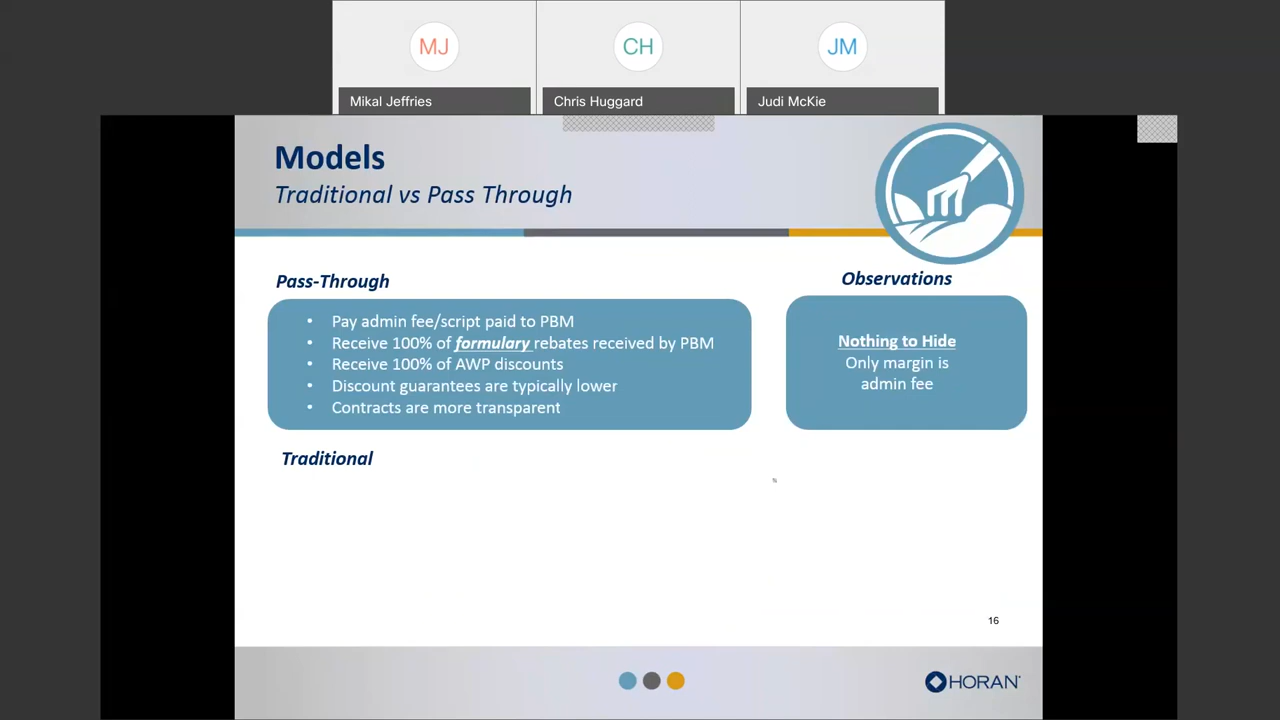 MJ
CH
JM
Mikal Jeffries
Chris Huggard
Judi McKie
Models
Traditional vs Pass Through
Pass-Through
• Pay admin fee/script paid to PBM
• Receive 100% of formulary rebates received by PBM
• Receive 100% of AWP discounts
• Discount guarantees are typically lower
• Contracts are more transparent
Observations
Nothing to Hide
Only margin is
admin fee
Traditional
16
HORAN